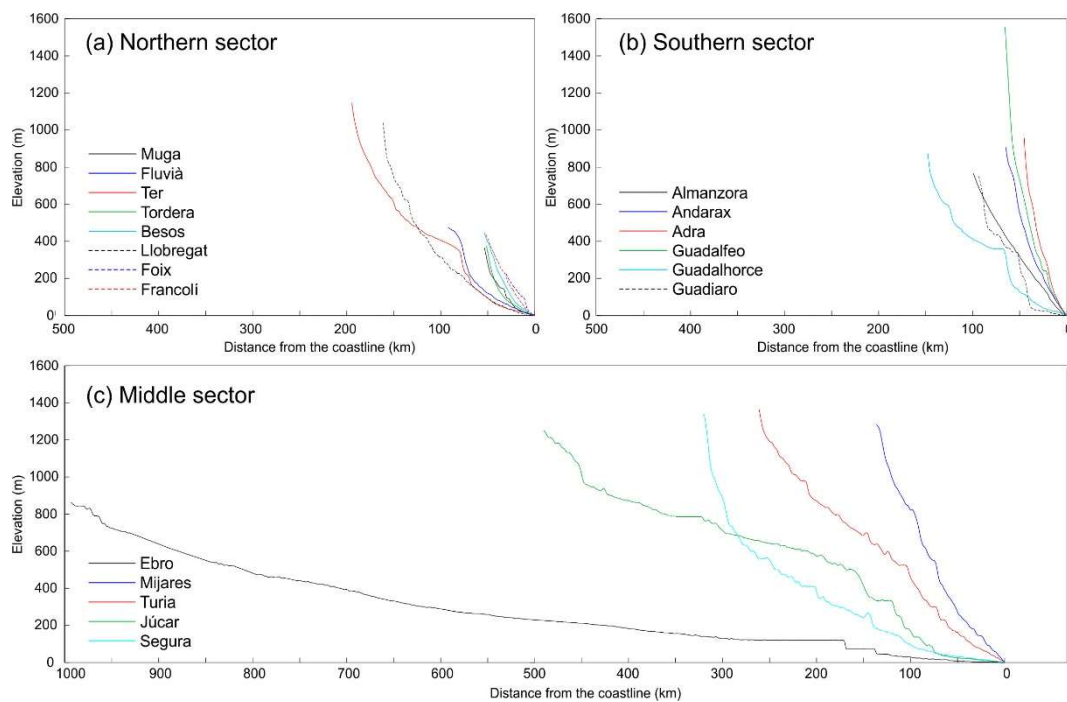 (a) Northern sector
1600
1400
1200
1000
800
600
400
200
0
Elevation (m)
Muga
Fluvià
Ter
Tordera
Besos
Llobregat
Foix
Francolí
500 400 300 200 100 0
Distance from the coastline (km)
(b) Southern sector
1600
1400
1200
1000
800
600
400
200
0
Elevation (m)
Almanzora
Andarax
Adra
Guadalfeo
Guadalhorce
Guadiaro
500 400 300 200 100 0
Distance from the coastline (km)
(c) Middle sector
1600
1400
1200
1000
800
600
400
200
0
Elevation (m)
Ebro
Mijares
Turia
Júcar
Segura
1000 900 800 700 600 500 400 300 200 100 0
Distance from the coastline (km)